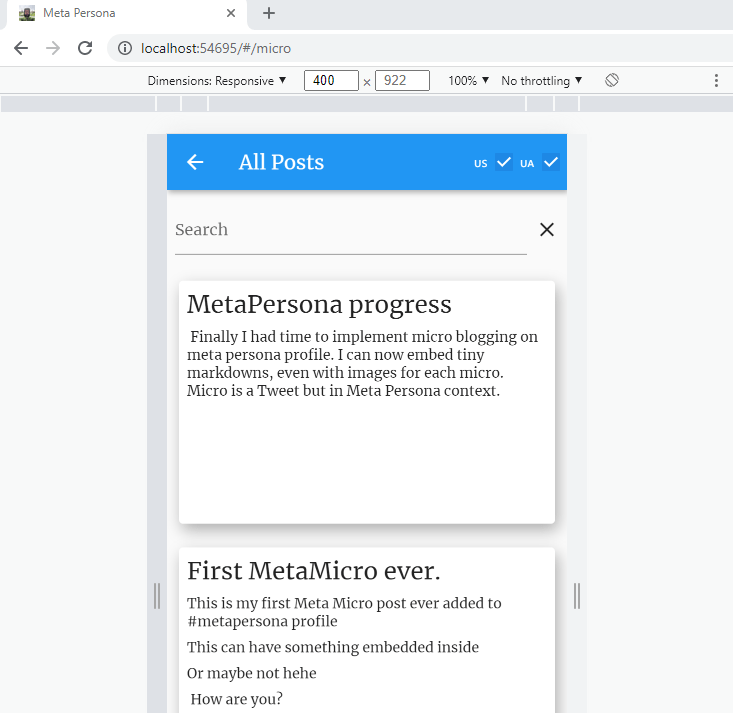 Meta Persona
localhost:54695/#/micro
Dimensions: Responsive 400 × 922 100% No throttling
All Posts US UA
Search
MetaPersona progress
Finally I had time to implement micro blogging on
meta persona profile. I can now embed tiny
markdowns, even with images for each micro.
Micro is a Tweet but in Meta Persona context.
First MetaMicro ever.
This is my first Meta Micro post ever added to
#metapersona profile
This can have something embedded inside
Or maybe not hehe
How are you?